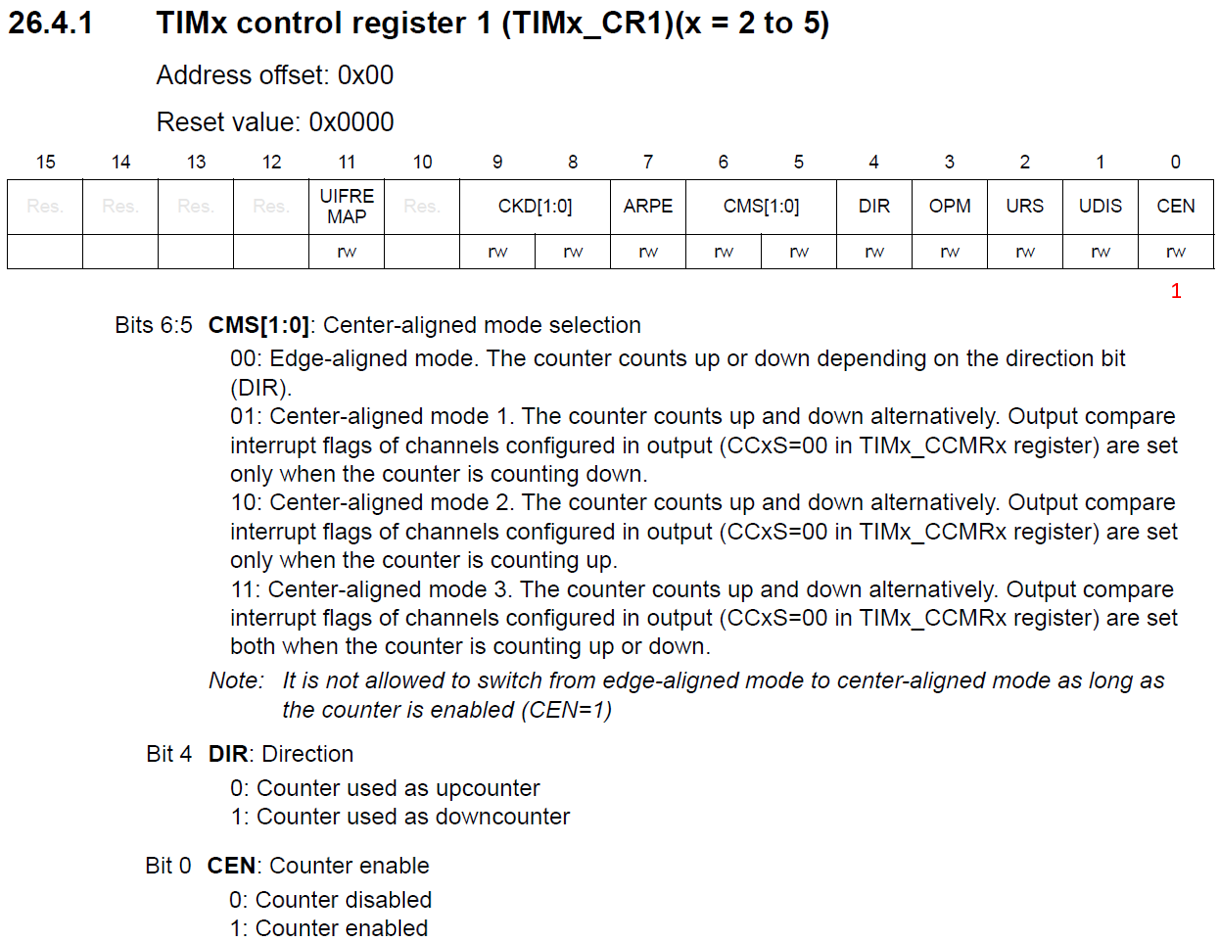 26.4.1 TIMx control register 1 (TIMx_CR1)(x = 2 to 5)
Address offset: 0x00
Reset value: 0x0000
15 14 13 12 11 10 9 8 7 6 5 4 3 2 1 0
Res. Res. Res. Res. UIFRE MAP Res. CKD[1:0] ARPE CMS[1:0] DIR OPM URS UDIS CEN
rw rw rw rw rw rw rw rw rw rw rw
1
Bits 6:5 CMS[1:0]: Center-aligned mode selection
00: Edge-aligned mode. The counter counts up or down depending on the direction bit
(DIR).
01: Center-aligned mode 1. The counter counts up and down alternatively. Output compare
interrupt flags of channels configured in output (CCxS=00 in TIMx_CCMRx register) are set
only when the counter is counting down.
10: Center-aligned mode 2. The counter counts up and down alternatively. Output compare
interrupt flags of channels configured in output (CCxS=00 in TIMx_CCMRx register) are set
only when the counter is counting up.
11: Center-aligned mode 3. The counter counts up and down alternatively. Output compare
interrupt flags of channels configured in output (CCxS=00 in TIMx_CCMRx register) are set
both when the counter is counting up or down.
Note: It is not allowed to switch from edge-aligned mode to center-aligned mode as long as
the counter is enabled (CEN=1)
Bit 4 DIR: Direction
0: Counter used as upcounter
1: Counter used as downcounter
Bit 0 CEN: Counter enable
0: Counter disabled
1: Counter enabled